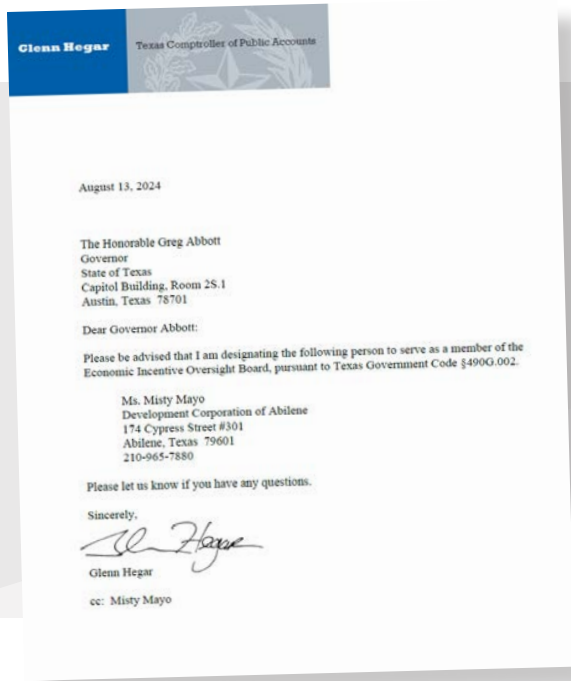 Glenn Hegar
Texas Comptroller of Public Accounts
August 13, 2024
The Honorable Greg Abbott
Governor
State of Texas
Capitol Building, Room 2S.1
Austin, Texas 78701
Dear Governor Abbott:
Please be advised that I am designating the following person to serve as a member of the
Economic Incentive Oversight Board, pursuant to Texas Government Code §490G.002.
Ms. Misty Mayo
Development Corporation of Abilene
174 Cypress Street #301
Abilene, Texas 79601
210-965-7880
Please let us know if you have any questions.
Sincerely,
Glenn Hegar
Glenn Hegar
cc: Misty Mayo